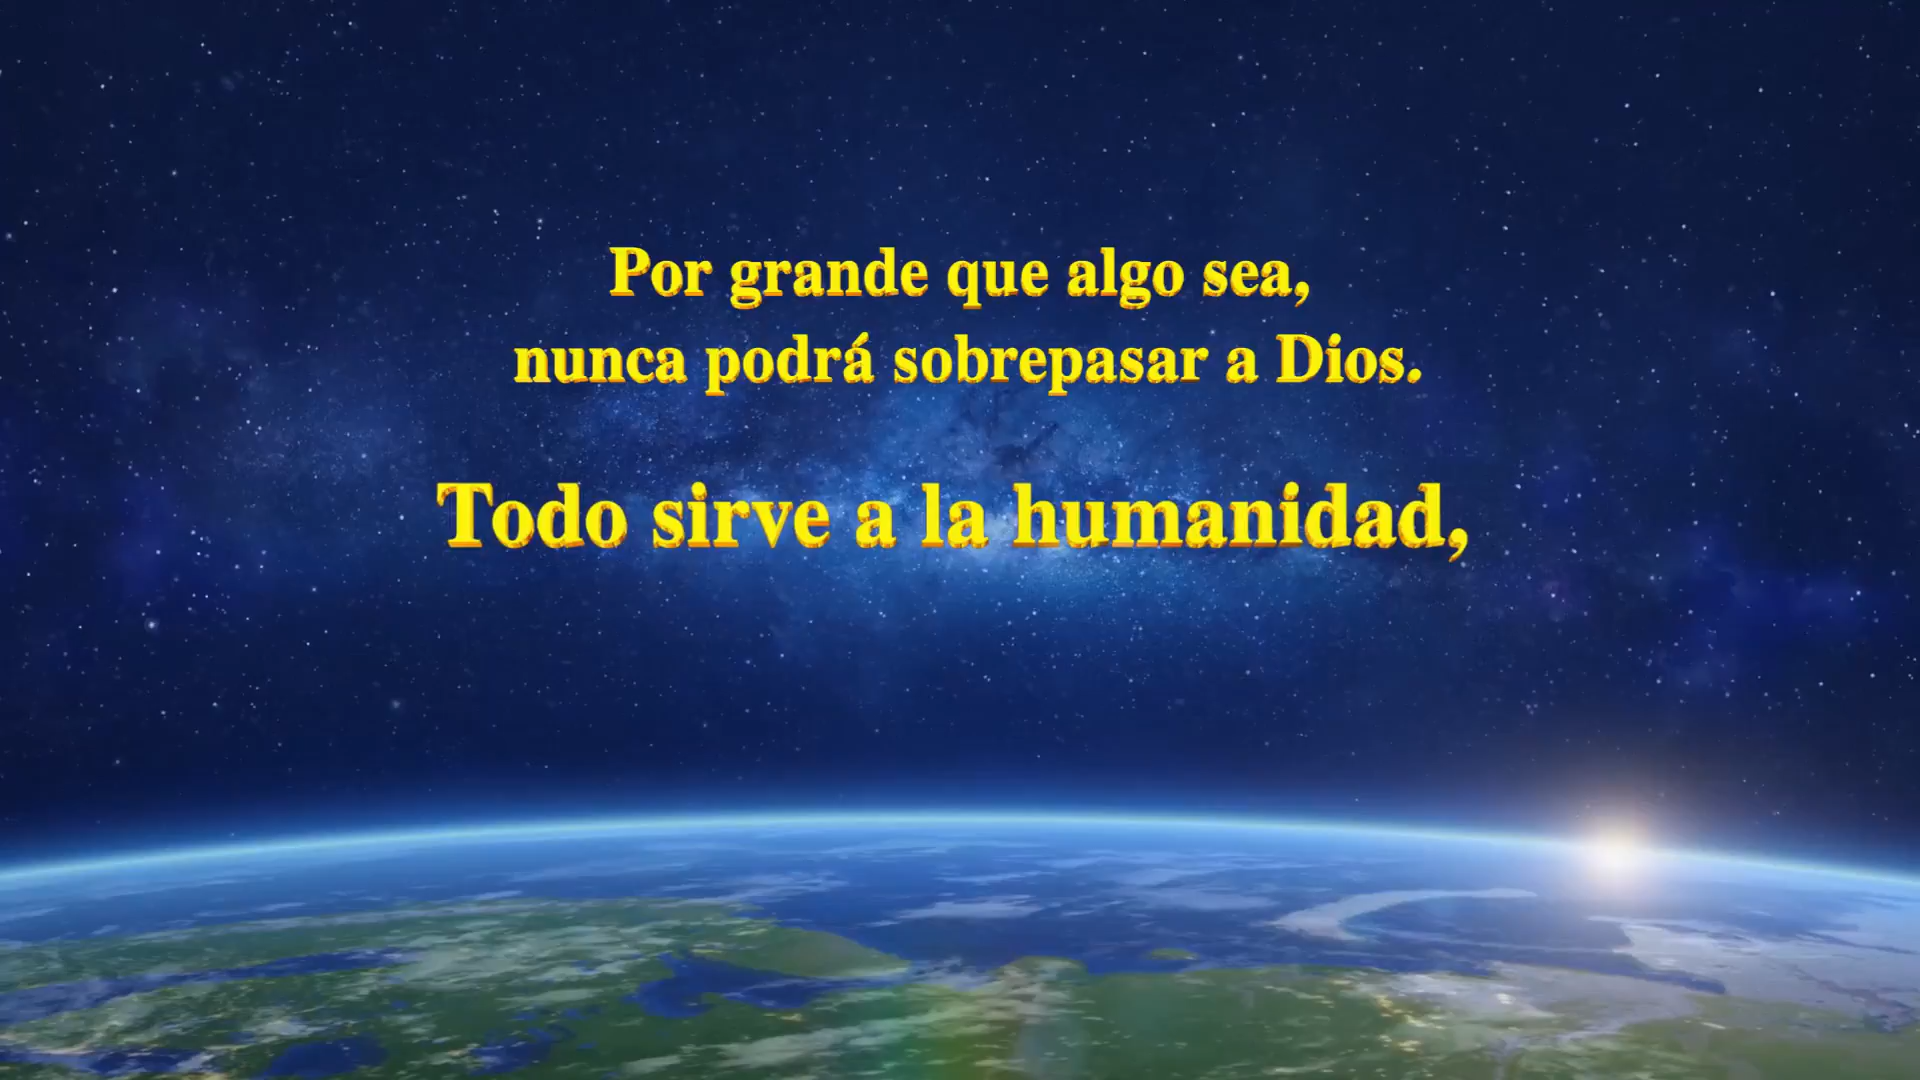 Por grande que algo sea,
nunca podrá sobrepasar a Dios.
Todo sirve a la humanidad,